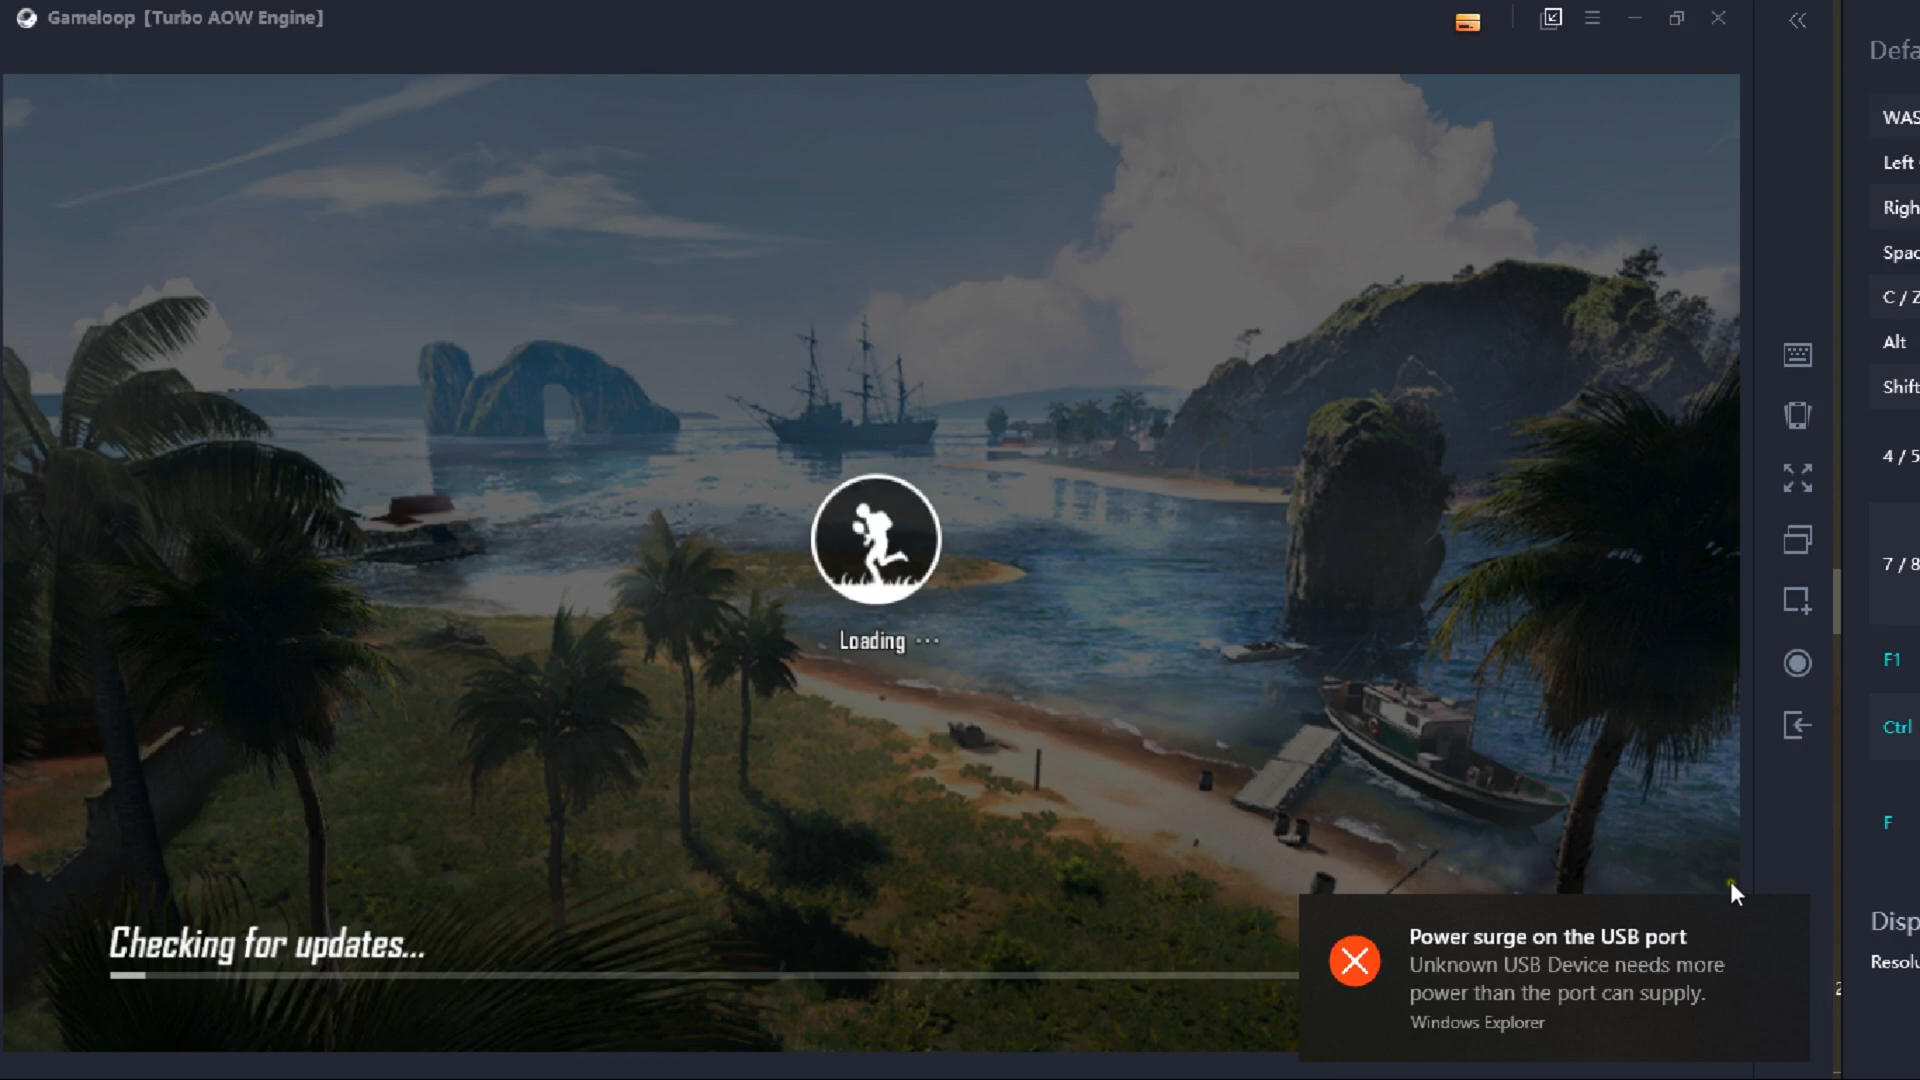 Gameloop [Turbo AOW Engine]
Loading ...
Checking for updates...
Power surge on the USB port
Unknown USB Device needs more
power than the port can supply.
Windows Explorer
Defa
WAS
Left
Righ
Spac
C / Z
Alt
Shift
4 / 5
7 / 8
F1
Ctrl
F
Disp
Resolu
2